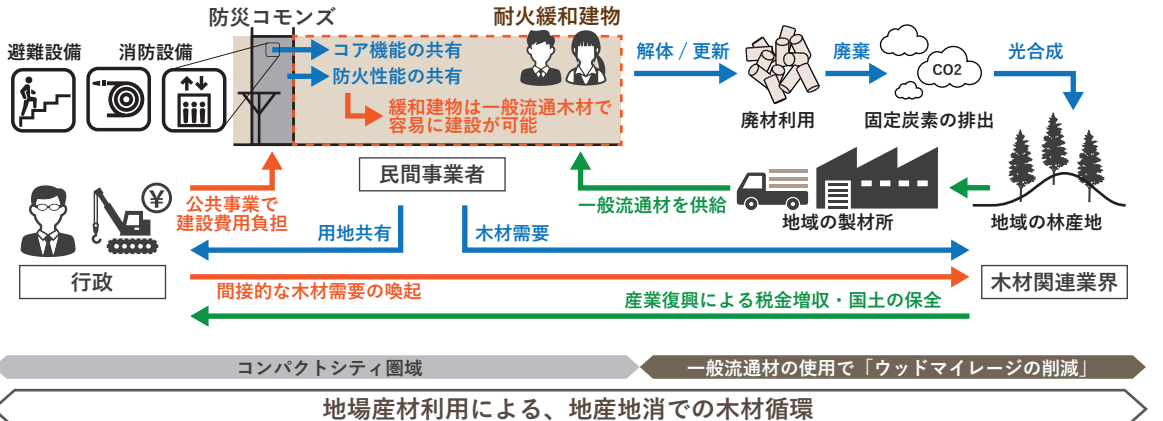 防災コモンズ
耐火緩和建物
避難設備
消防設備
コア機能の共有
防火性能の共有
緩和建物は一般流通木材で
容易に建設が可能
解体 / 更新
廃棄
CO2
光合成
廃材利用
固定炭素の排出
民間事業者
¥
公共事業で
建設費用負担
一般流通材を供給
地域の製材所
地域の林産地
用地共有
木材需要
行政
間接的な木材需要の喚起
木材関連業界
産業復興による税金増収・国土の保全
コンパクトシティ圏域
一般流通材の使用で「ウッドマイレージの削減」
地場産材利用による、地産地消での木材循環